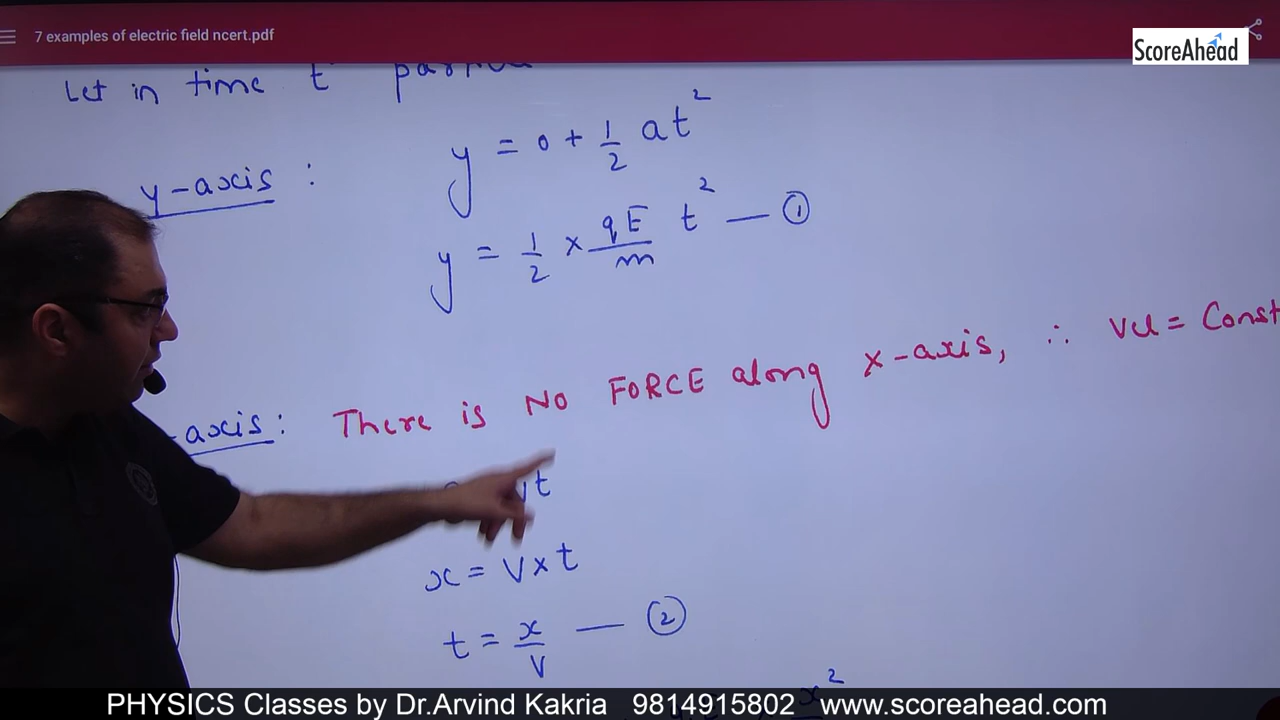 7 examples of electric field ncert.pdf
ScoreAhead
Let in time t
y-axis :
y = 0 + 1/2 at²
y = 1/2 × qE/m t² — ①
axis : There is NO FORCE along x-axis, ∴ Vel = Const
t
x = V×t
t = x/V — ②
x²
PHYSICS Classes by Dr.Arvind Kakria 9814915802 www.scoreahead.com